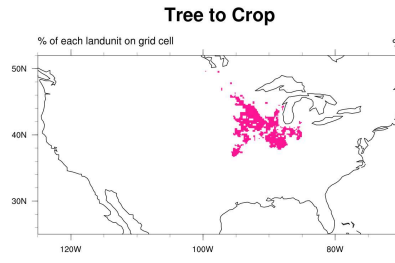 Tree to Crop
% of each landunit on grid cell
50N
40N
30N
120W
100W
80W